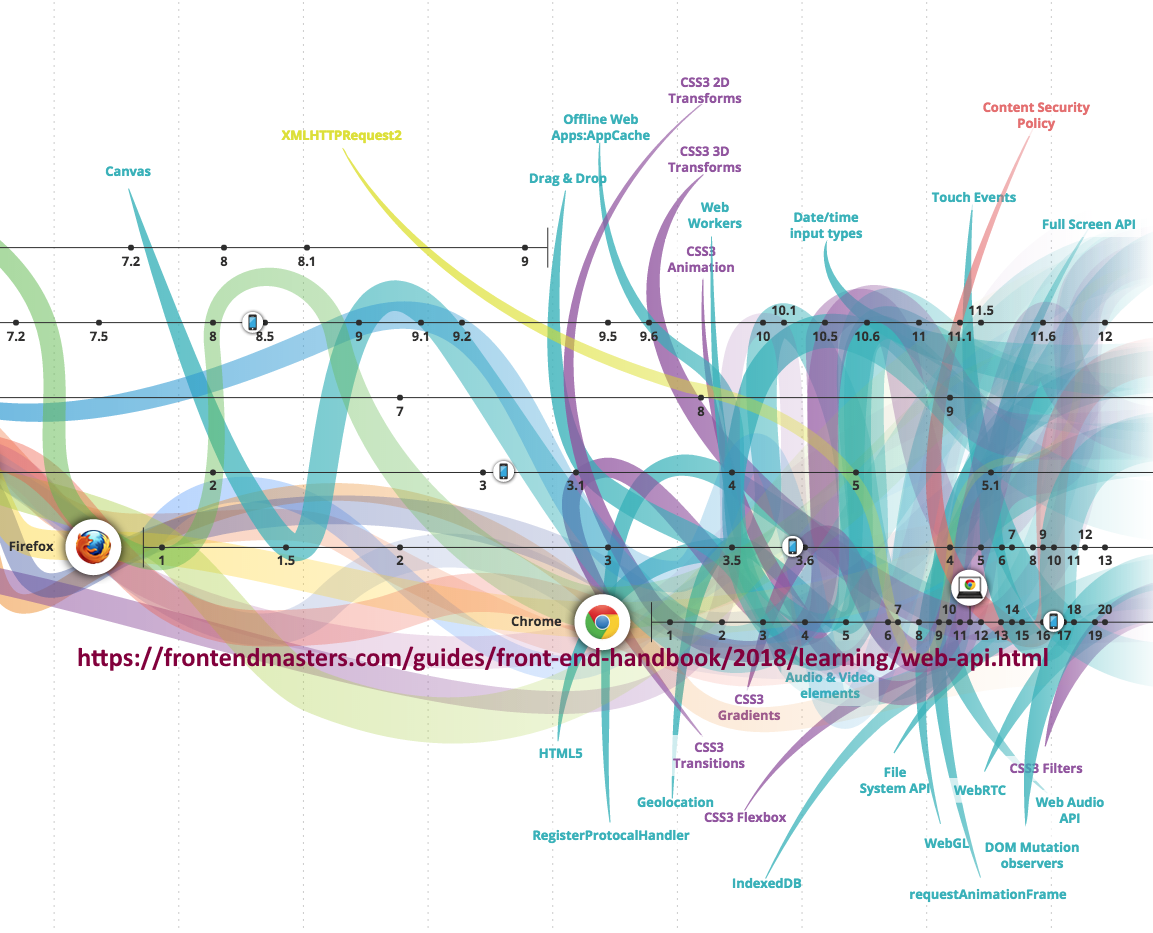 CSS3 2D
Transforms
Content Security
Policy
Offline Web
Apps:AppCache
XMLHTTPRequest2
CSS3 3D
Transforms
Canvas
Drag & Drop
Touch Events
Web
Workers
Date/time
input types
Full Screen API
CSS3
Animation
7.2 8 8.1 9
10.1 11.5
7.2 7.5 8 8.5 9 9.1 9.2 9.5 9.6 10 10.5 10.6 11 11.1 11.6 12
7 8 9
2 3 3.1 4 5 5.1
7 9 12
Firefox
1 1.5 2 3 3.5 3.6 4 5 6 8 10 11 13
7 10 14 18 20
Chrome
1 2 3 4 5 6 8 9 11 12 13 15 16 17 19
https://frontendmasters.com/guides/front-end-handbook/2018/learning/web-api.html
Audio & Video
elements
CSS3
Gradients
HTML5
CSS3
Transitions
File
System API
CSS3 Filters
WebRTC
Geolocation
Web Audio
API
CSS3 Flexbox
RegisterProtocalHandler
WebGL
DOM Mutation
observers
IndexedDB
requestAnimationFrame